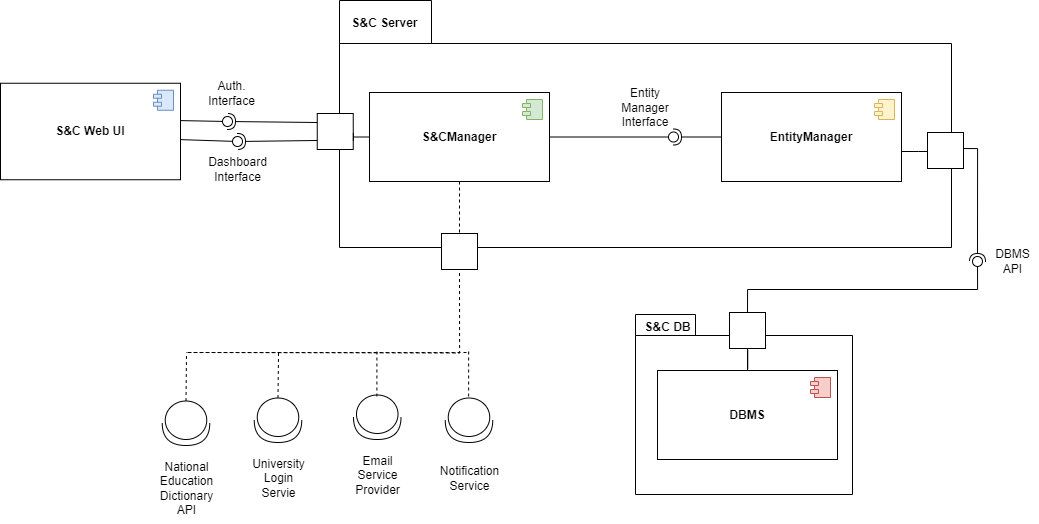 S&C Server
Auth.
Interface
S&C Web UI
Dashboard
Interface
S&CManager
Entity
Manager
Interface
EntityManager
DBMS
API
S&C DB
DBMS
National
Education
Dictionary
API
University
Login
Servie
Email
Service
Provider
Notification
Service